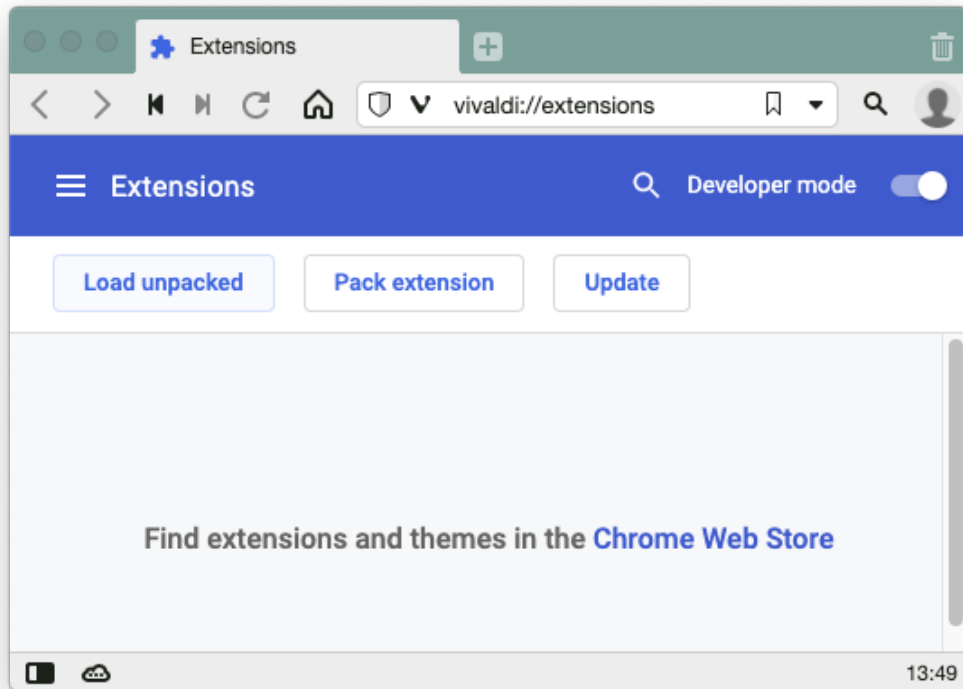 Extensions
vivaldi://extensions
Extensions Developer mode
Load unpacked Pack extension Update
Find extensions and themes in the Chrome Web Store
13:49